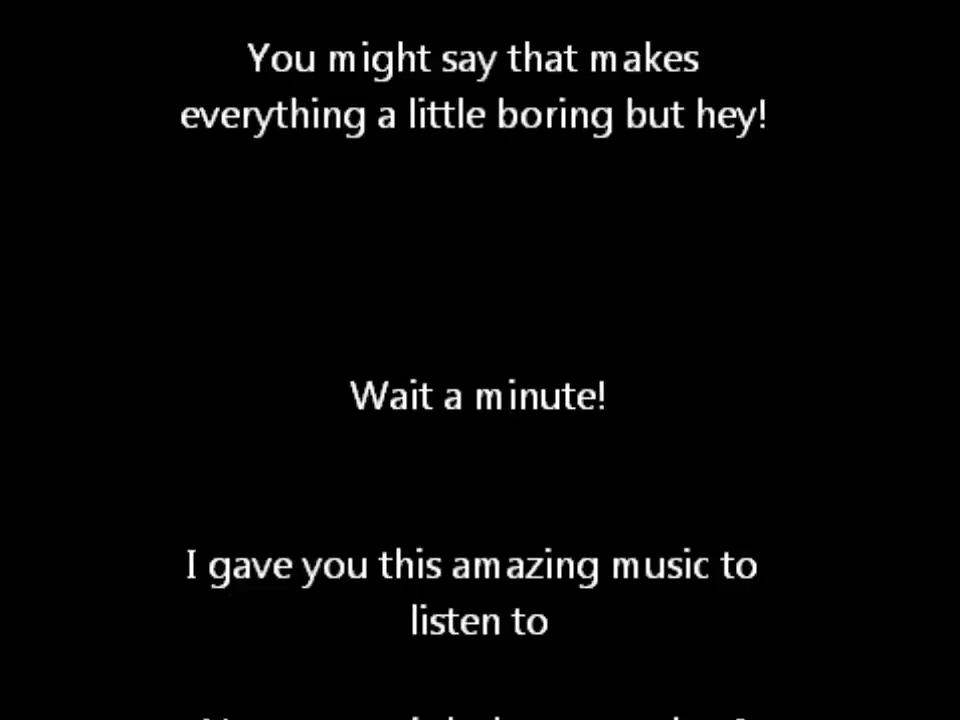 You might say that makes
everything a little boring but hey!
Wait a minute!
I gave you this amazing music to
listen to